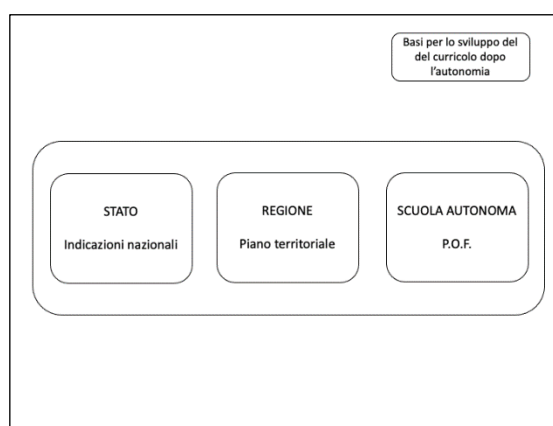 Basi per lo sviluppo del
del curricolo dopo
l'autonomia
STATO
Indicazioni nazionali
REGIONE
Piano territoriale
SCUOLA AUTONOMA
P.O.F.